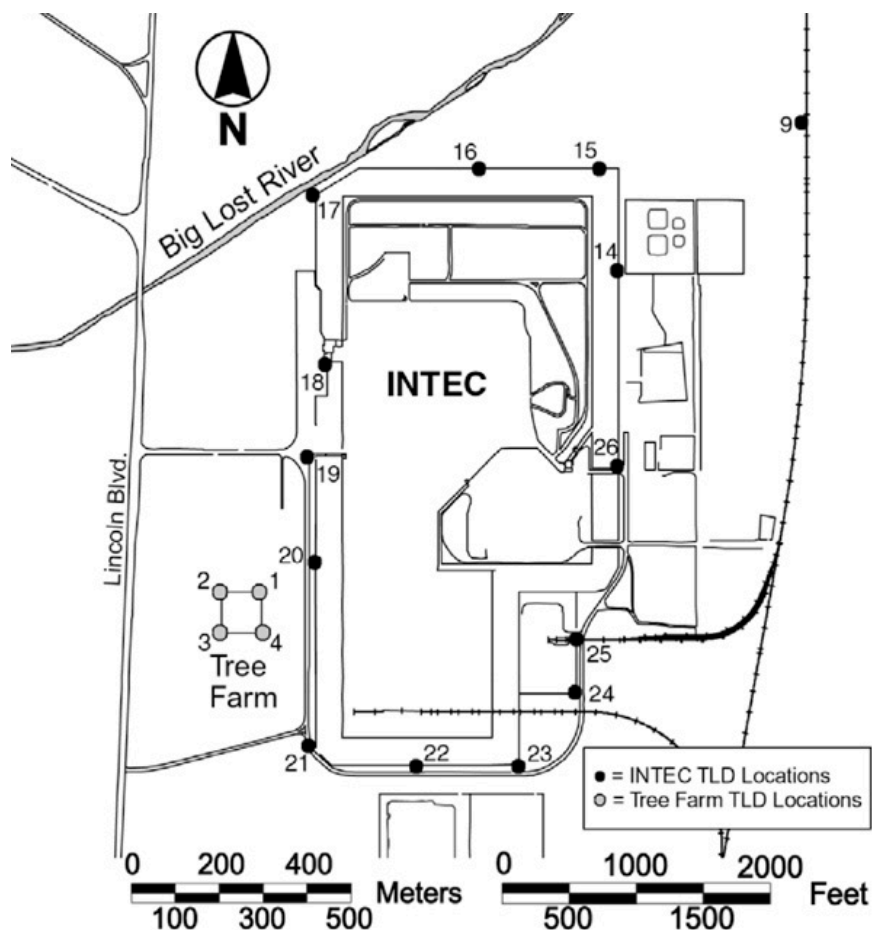 N
9
16
15
Big Lost River
17
14
18
INTEC
26
19
Lincoln Blvd.
20
2
1
3
4
Tree
Farm
25
24
21
22
23
= INTEC TLD Locations
= Tree Farm TLD Locations
0 200 400
Meters
100 300 500
0 1000 2000
Feet
500 1500